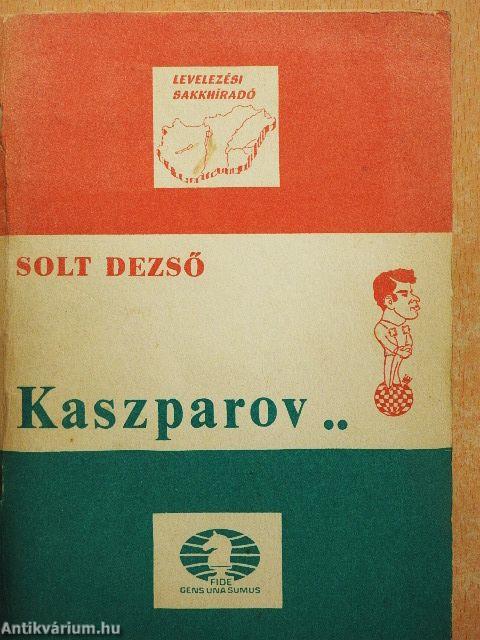 LEVELEZÉSI
SAKKHÍRADÓ
SOLT DEZSŐ
Kaszparov ..
FIDE
GENS UNA SUMUS
Antikvárium.hu